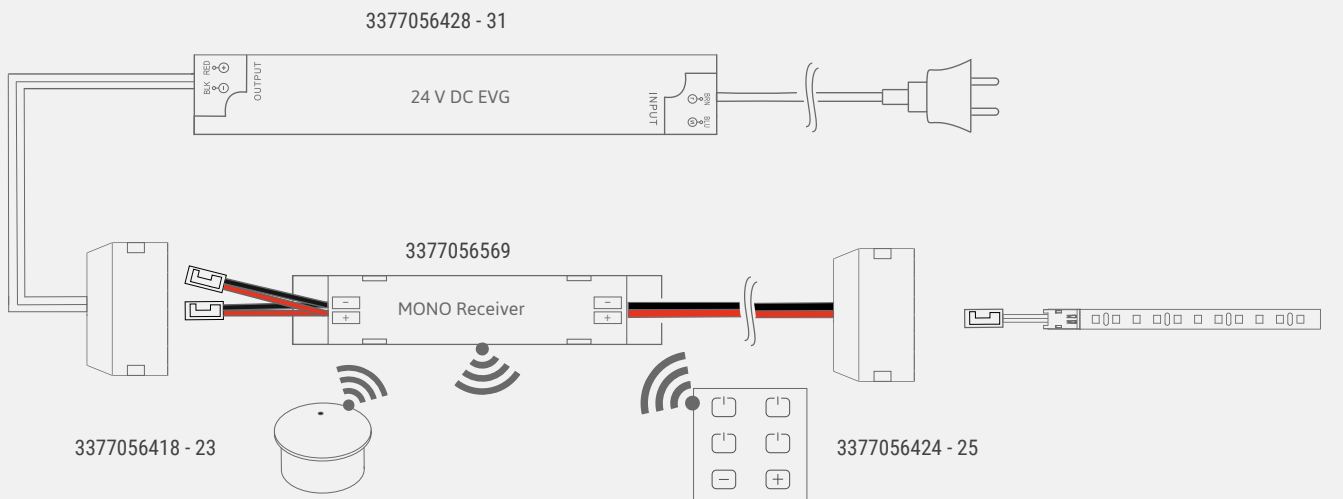 3377056428 - 31
RED +
BLK −
OUTPUT
24 V DC EVG
INPUT
L BRN
N BLU
3377056569
−
+
MONO Receiver
−
+
3377056418 - 23
3377056424 - 25
− +